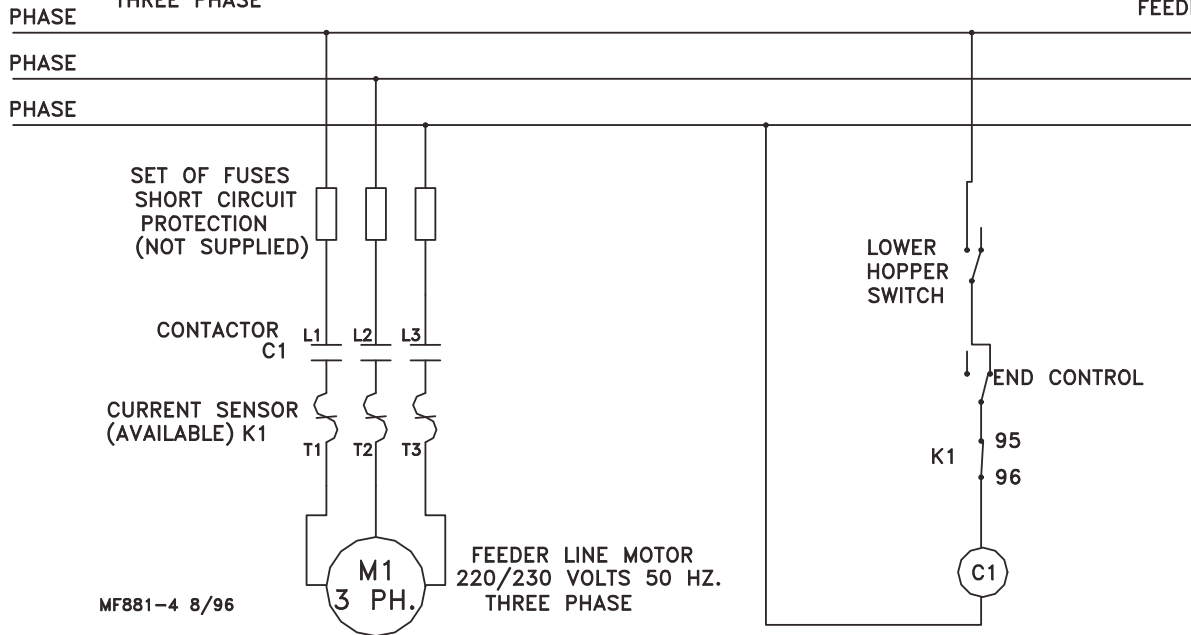 THREE PHASE
PHASE
PHASE
PHASE
SET OF FUSES
SHORT CIRCUIT
PROTECTION
(NOT SUPPLIED)
LOWER
HOPPER
SWITCH
CONTACTOR
C1
L1
L2
L3
END CONTROL
CURRENT SENSOR
(AVAILABLE) K1
T1
T2
T3
K1
95
96
M1
3 PH.
FEEDER LINE MOTOR
220/230 VOLTS 50 HZ.
THREE PHASE
C1
MF881-4 8/96